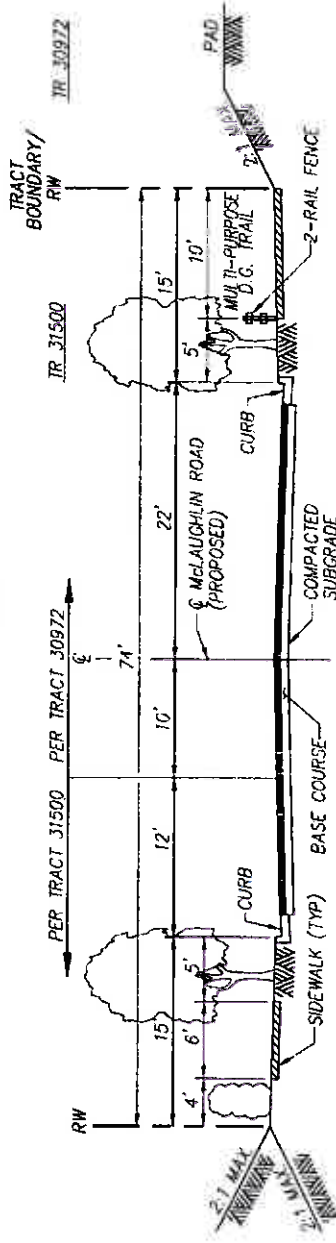 TRACT
BOUNDARY/
RW
TR 30972
TR 31500
PER TRACT 31500
PER TRACT 30972
RW
℄
74'
15'
22'
15'
12'
10'
5'
10'
4'
6'
5'
℄ McLAUGHLIN ROAD
(PROPOSED)
MULTI-PURPOSE
D.G. TRAIL
2:1 MAX
PAD
2:1 MAX
2:1 MAX
CURB
CURB
2-RAIL FENCE
SIDEWALK (TYP)
BASE COURSE
COMPACTED
SUBGRADE